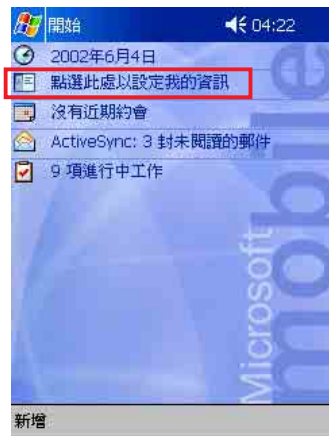 開始 04:22
2002年6月4日
點選此處以設定我的資訊
沒有近期約會
ActiveSync: 3 封未閱讀的郵件
9 項進行中工作
Microsoft
mobile
新增